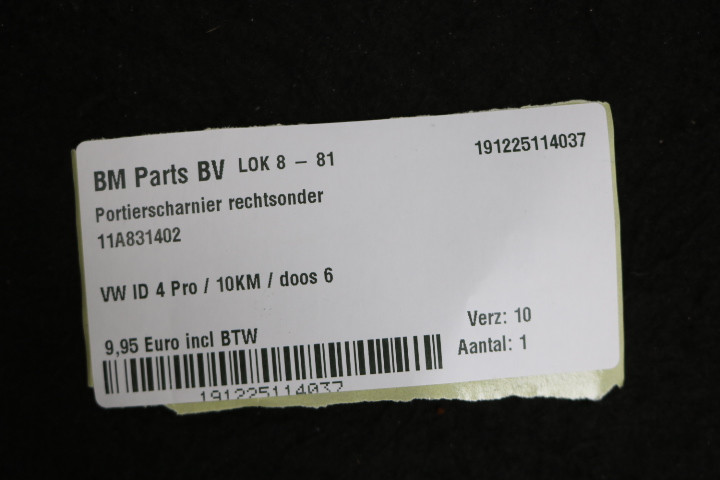 BM Parts BV LOK 8 – 81
191225114037
Portierscharnier rechtsonder
11A831402
VW ID 4 Pro / 10KM / doos 6
Verz: 10
9,95 Euro incl BTW
Aantal: 1
191225114037